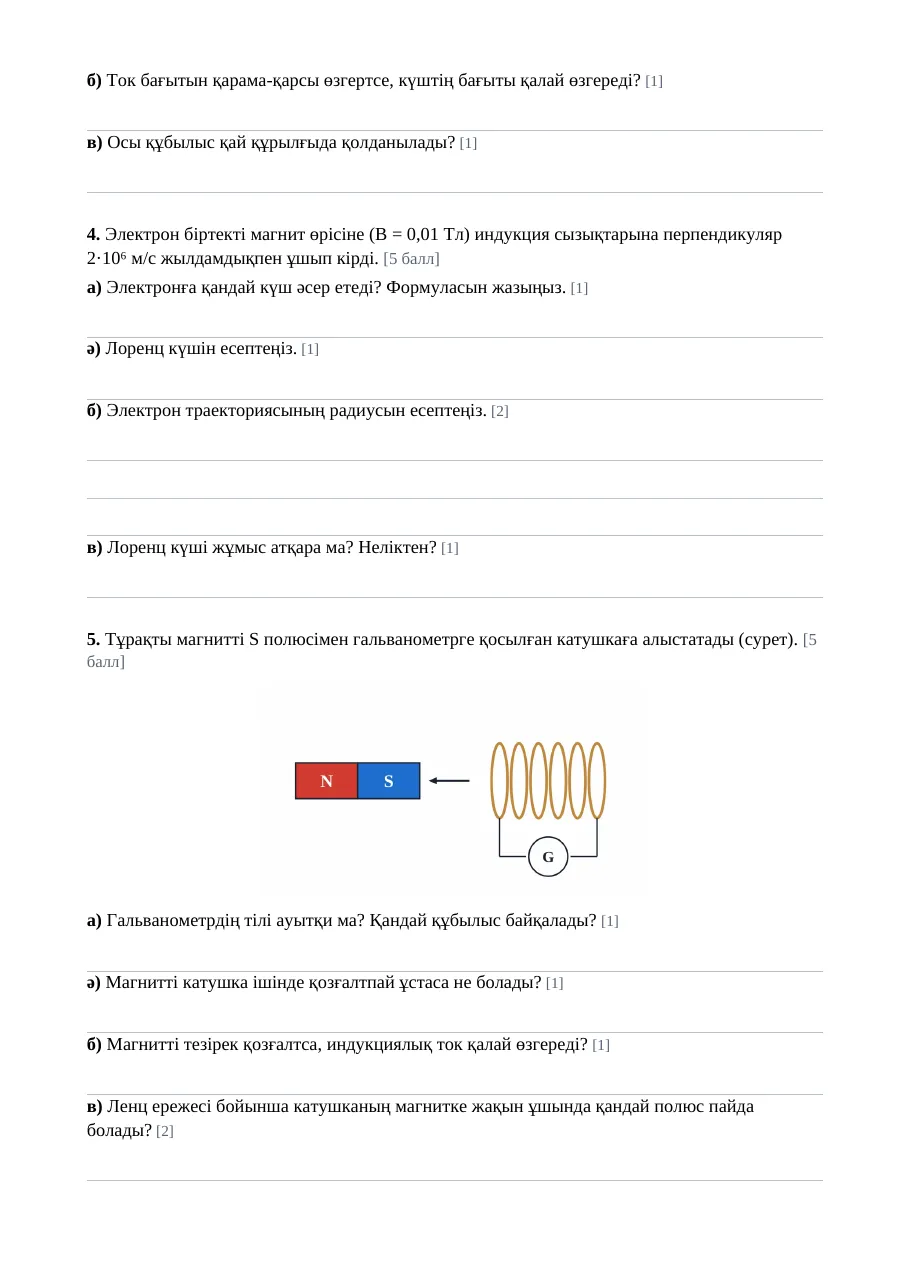 б) Ток бағытын қарама-қарсы өзгертсе, күштің бағыты қалай өзгереді? [1]
в) Осы құбылыс қай құрылғыда қолданылады? [1]
4. Электрон біртекті магнит өрісіне (B = 0,01 Тл) индукция сызықтарына перпендикуляр
2·10⁶ м/с жылдамдықпен ұшып кірді. [5 балл]
а) Электронға қандай күш әсер етеді? Формуласын жазыңыз. [1]
ә) Лоренц күшін есептеңіз. [1]
б) Электрон траекториясының радиусын есептеңіз. [2]
в) Лоренц күші жұмыс атқара ма? Неліктен? [1]
5. Тұрақты магнитті S полюсімен гальванометрге қосылған катушкаға алыстатады (сурет). [5
балл]
N S
G
а) Гальванометрдің тілі ауытқи ма? Қандай құбылыс байқалады? [1]
ә) Магнитті катушка ішінде қозғалтпай ұстаса не болады? [1]
б) Магнитті тезірек қозғалтса, индукциялық ток қалай өзгереді? [1]
в) Ленц ережесі бойынша катушканың магнитке жақын ұшында қандай полюс пайда
болады? [2]